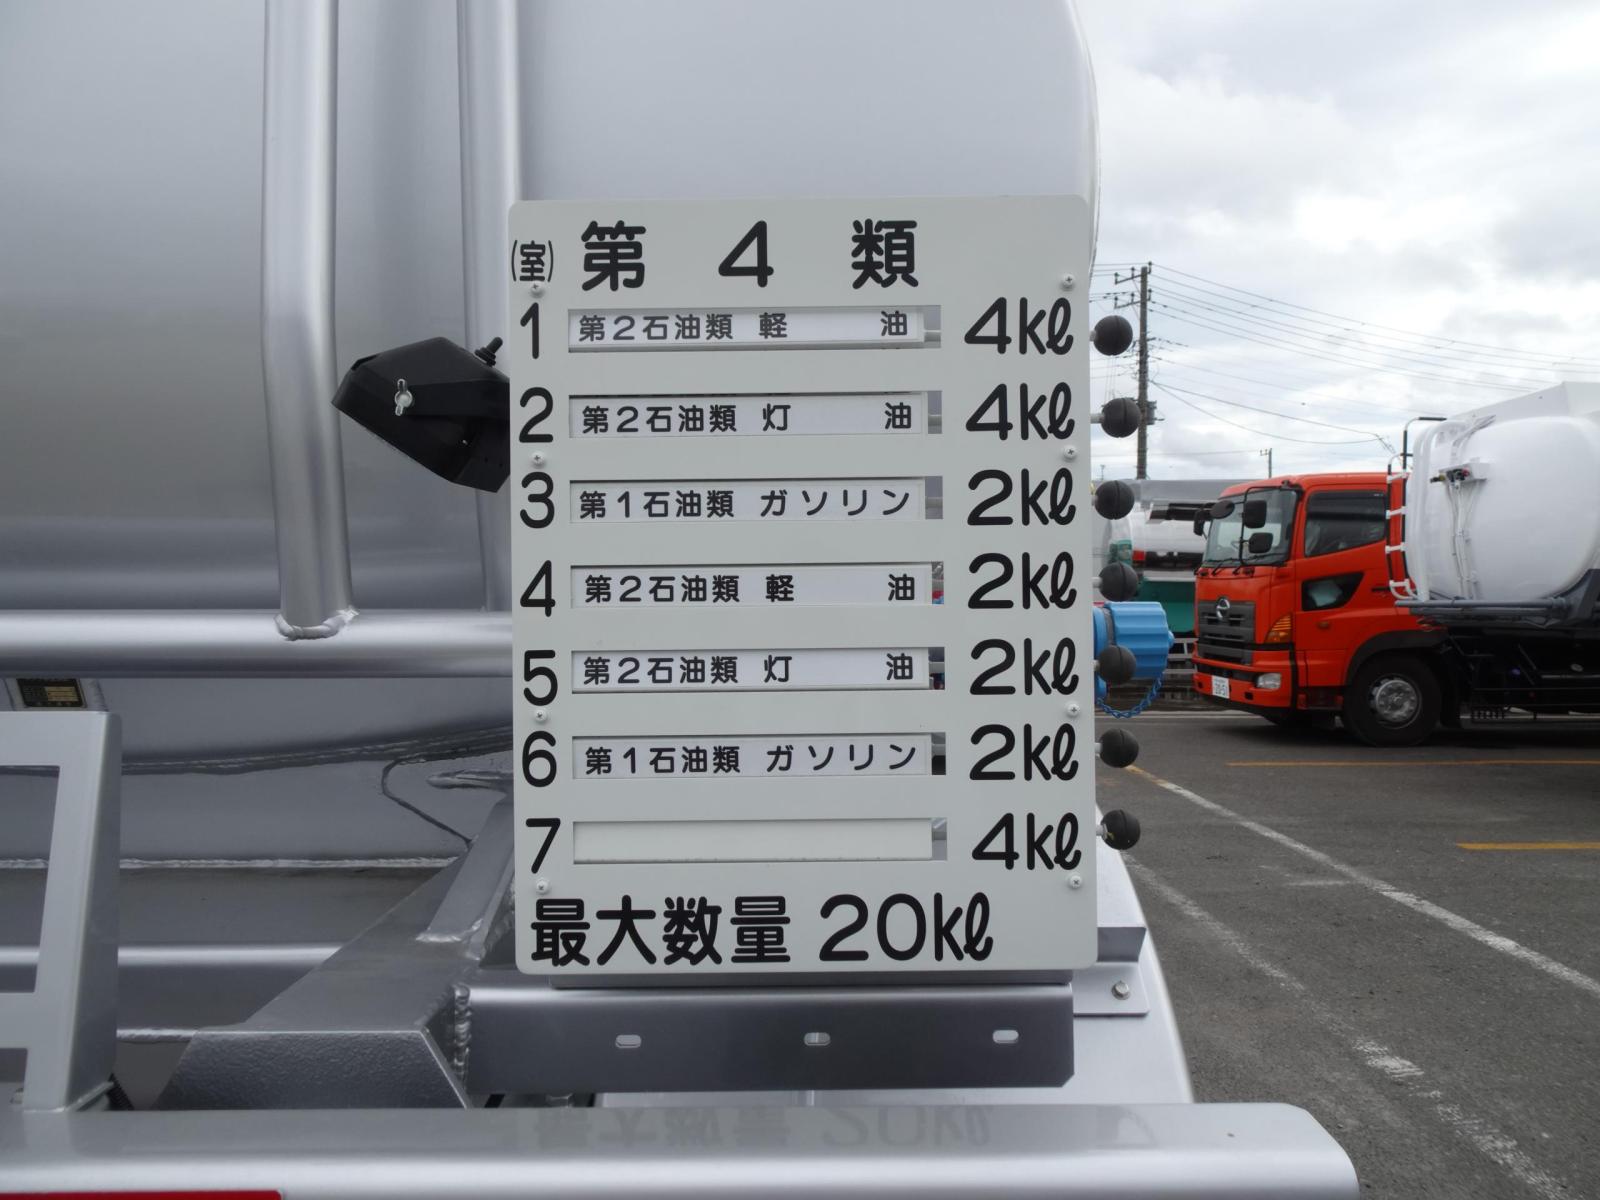 (室) 第 4 類
1 第2石油類 軽 油 4kℓ
2 第2石油類 灯 油 4kℓ
3 第1石油類 ガソリン 2kℓ
4 第2石油類 軽 油 2kℓ
5 第2石油類 灯 油 2kℓ
6 第1石油類 ガソリン 2kℓ
7 4kℓ
最大数量 20kℓ